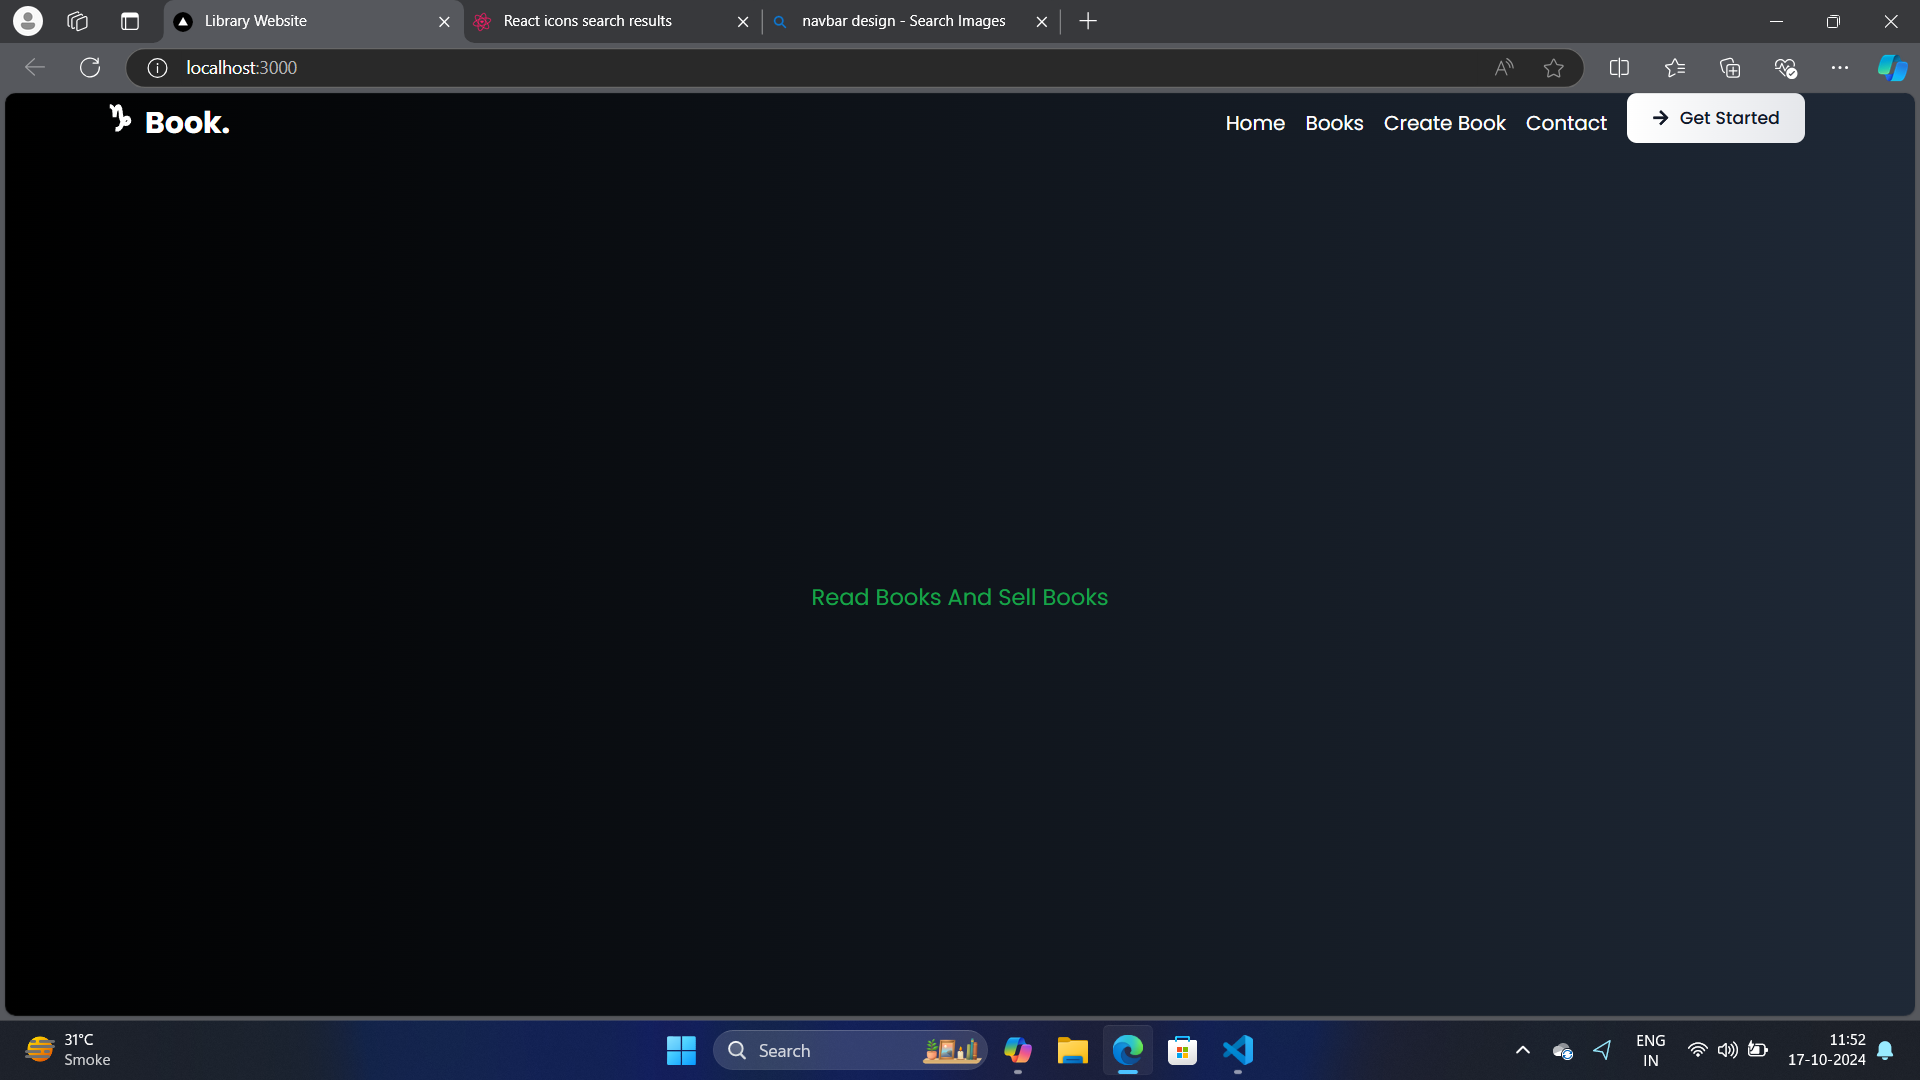 Library Website
React icons search results
navbar design - Search Images
localhost:3000
Book.
Home Books Create Book Contact Get Started
Read Books And Sell Books
31°C
Smoke
Search
ENG
IN
11:52
17-10-2024